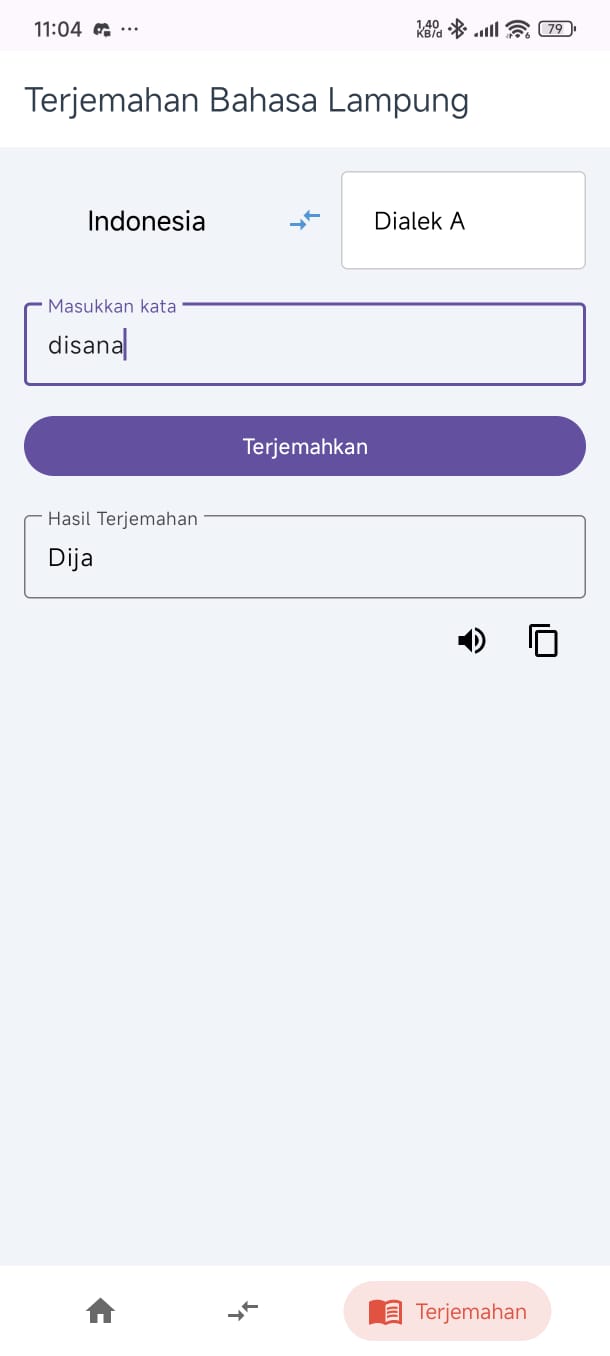 11:04 ...
1,40
KB/d
6
79
Terjemahan Bahasa Lampung
Indonesia
Dialek A
Masukkan kata
disana
Terjemahkan
Hasil Terjemahan
Dija
Terjemahan